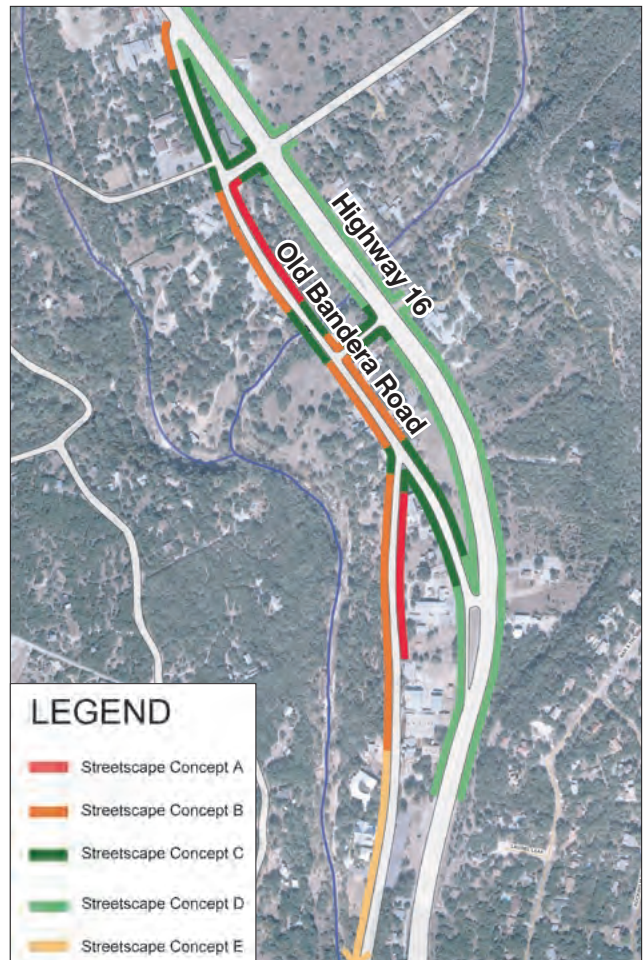 Highway 16
Old Bandera Road
LEGEND
Streetscape Concept A
Streetscape Concept B
Streetscape Concept C
Streetscape Concept D
Streetscape Concept E